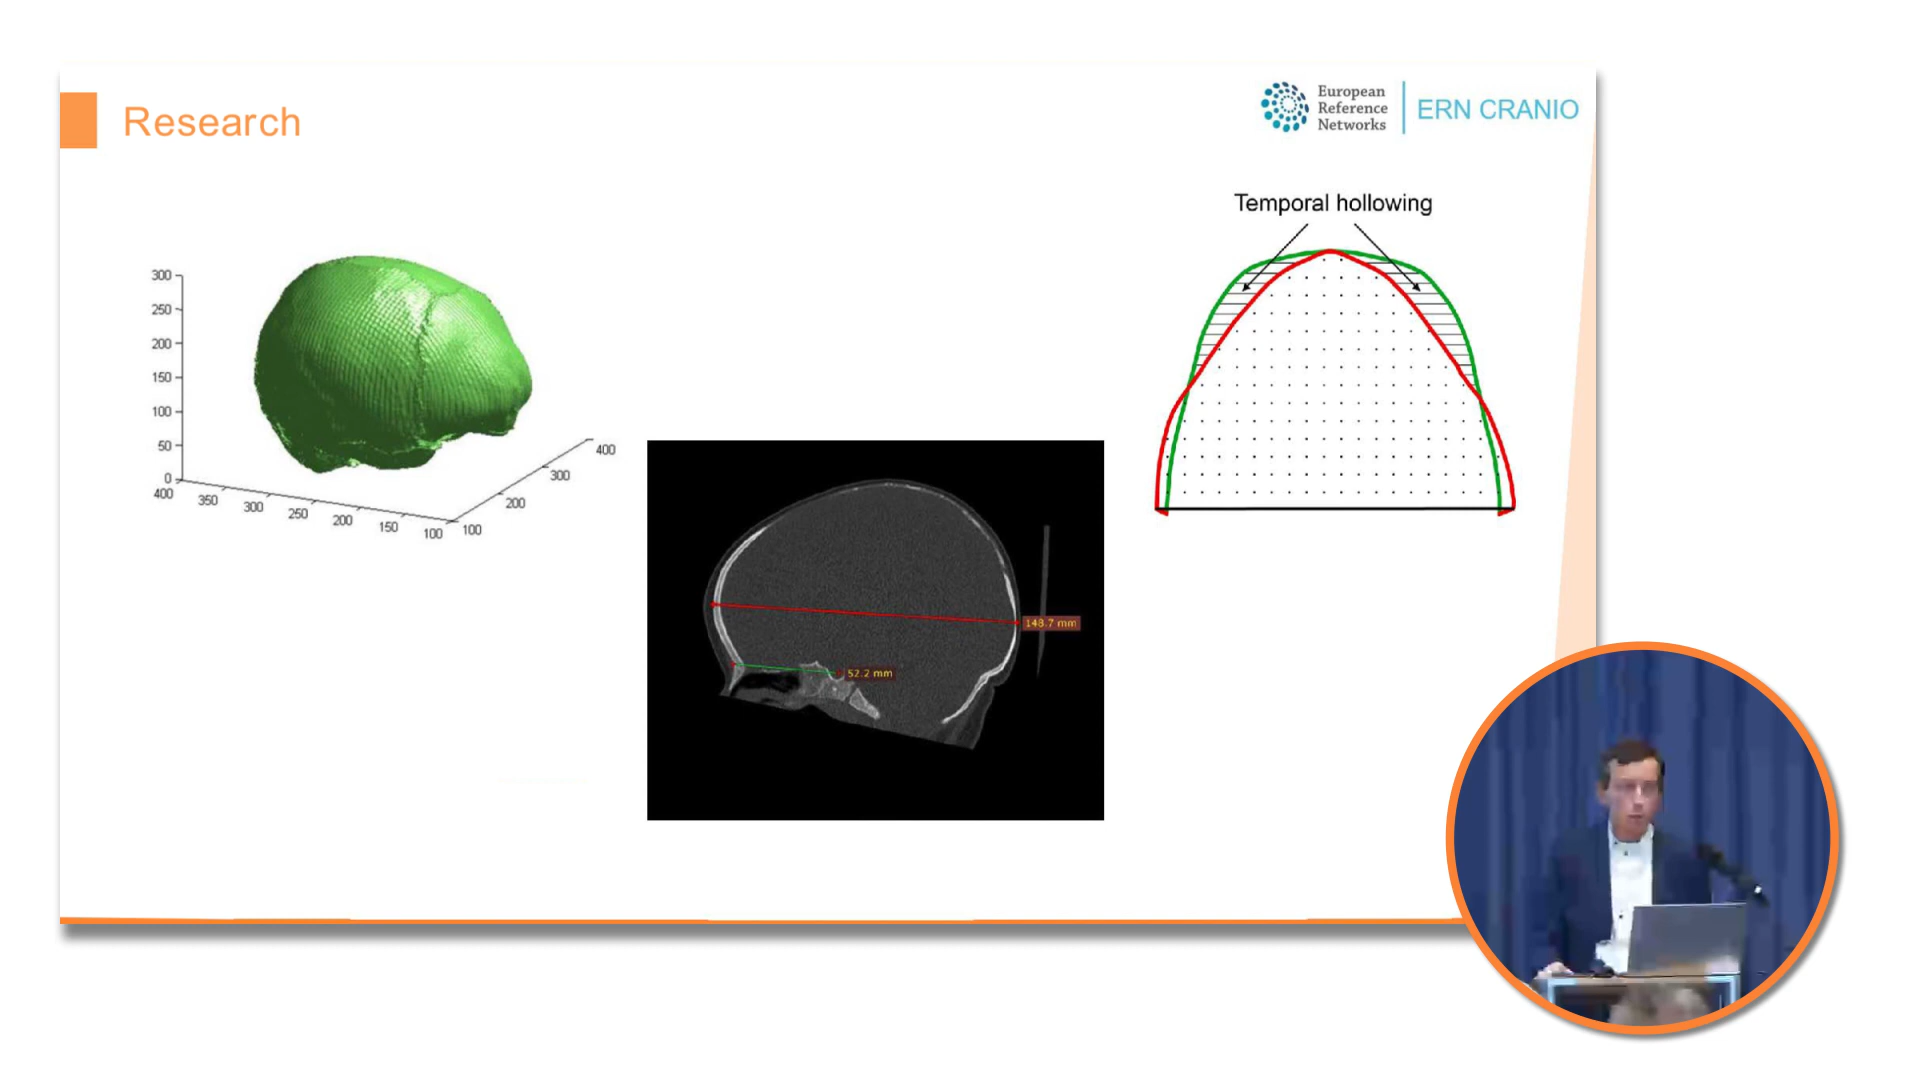 Research
European
Reference
Networks
ERN CRANIO
Temporal hollowing
300
250
200
150
100
50
0
400
350
300
250
200
150
100
100
200
300
400
148.7 mm
52.2 mm